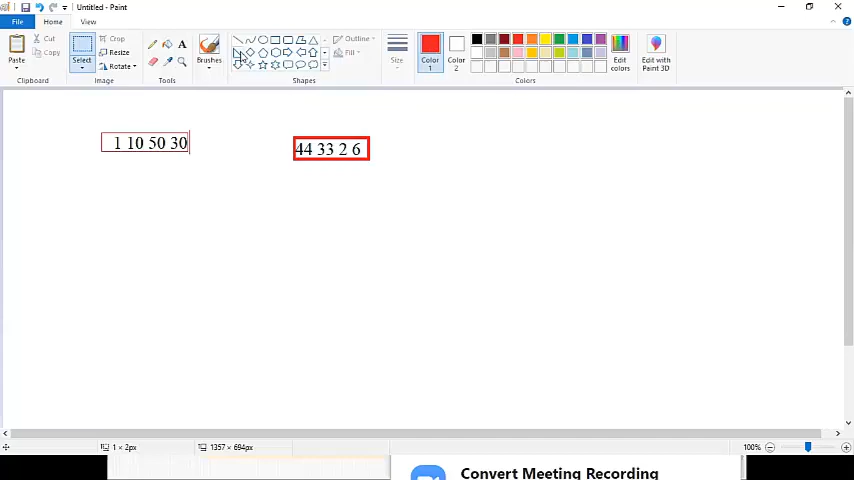 Untitled - Paint
File Home View
Paste
Cut
Copy
Clipboard
Select
Crop
Resize
Rotate
Image
A
Tools
Brushes
Outline
Fill
Shapes
Size
Color 1
Color 2
Edit colors
Edit with Paint 3D
Colors
1 10 50 30
44 33 2 6
1 × 2px
1357 × 694px
100%
Convert Meeting Recording